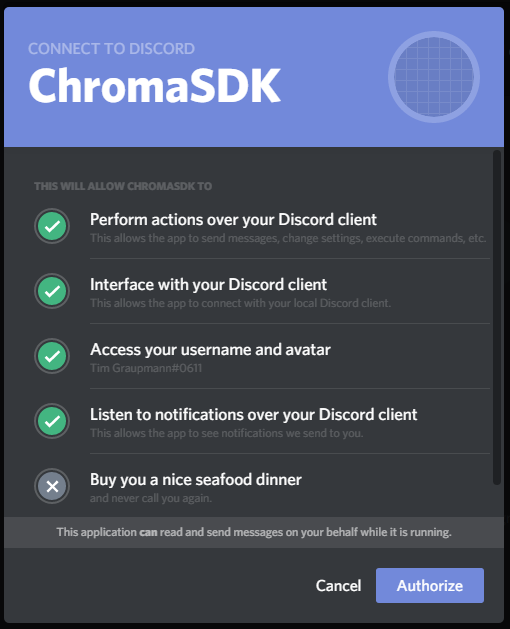 CONNECT TO DISCORD
ChromaSDK
THIS WILL ALLOW CHROMASDK TO
Perform actions over your Discord client
This allows the app to send messages, change settings, execute commands, etc.
Interface with your Discord client
This allows the app to connect with your local Discord client.
Access your username and avatar
Tim Graupmann#0611
Listen to notifications over your Discord client
This allows the app to see notifications we send to you.
Buy you a nice seafood dinner
and never call you again.
This application can read and send messages on your behalf while it is running.
Cancel
Authorize